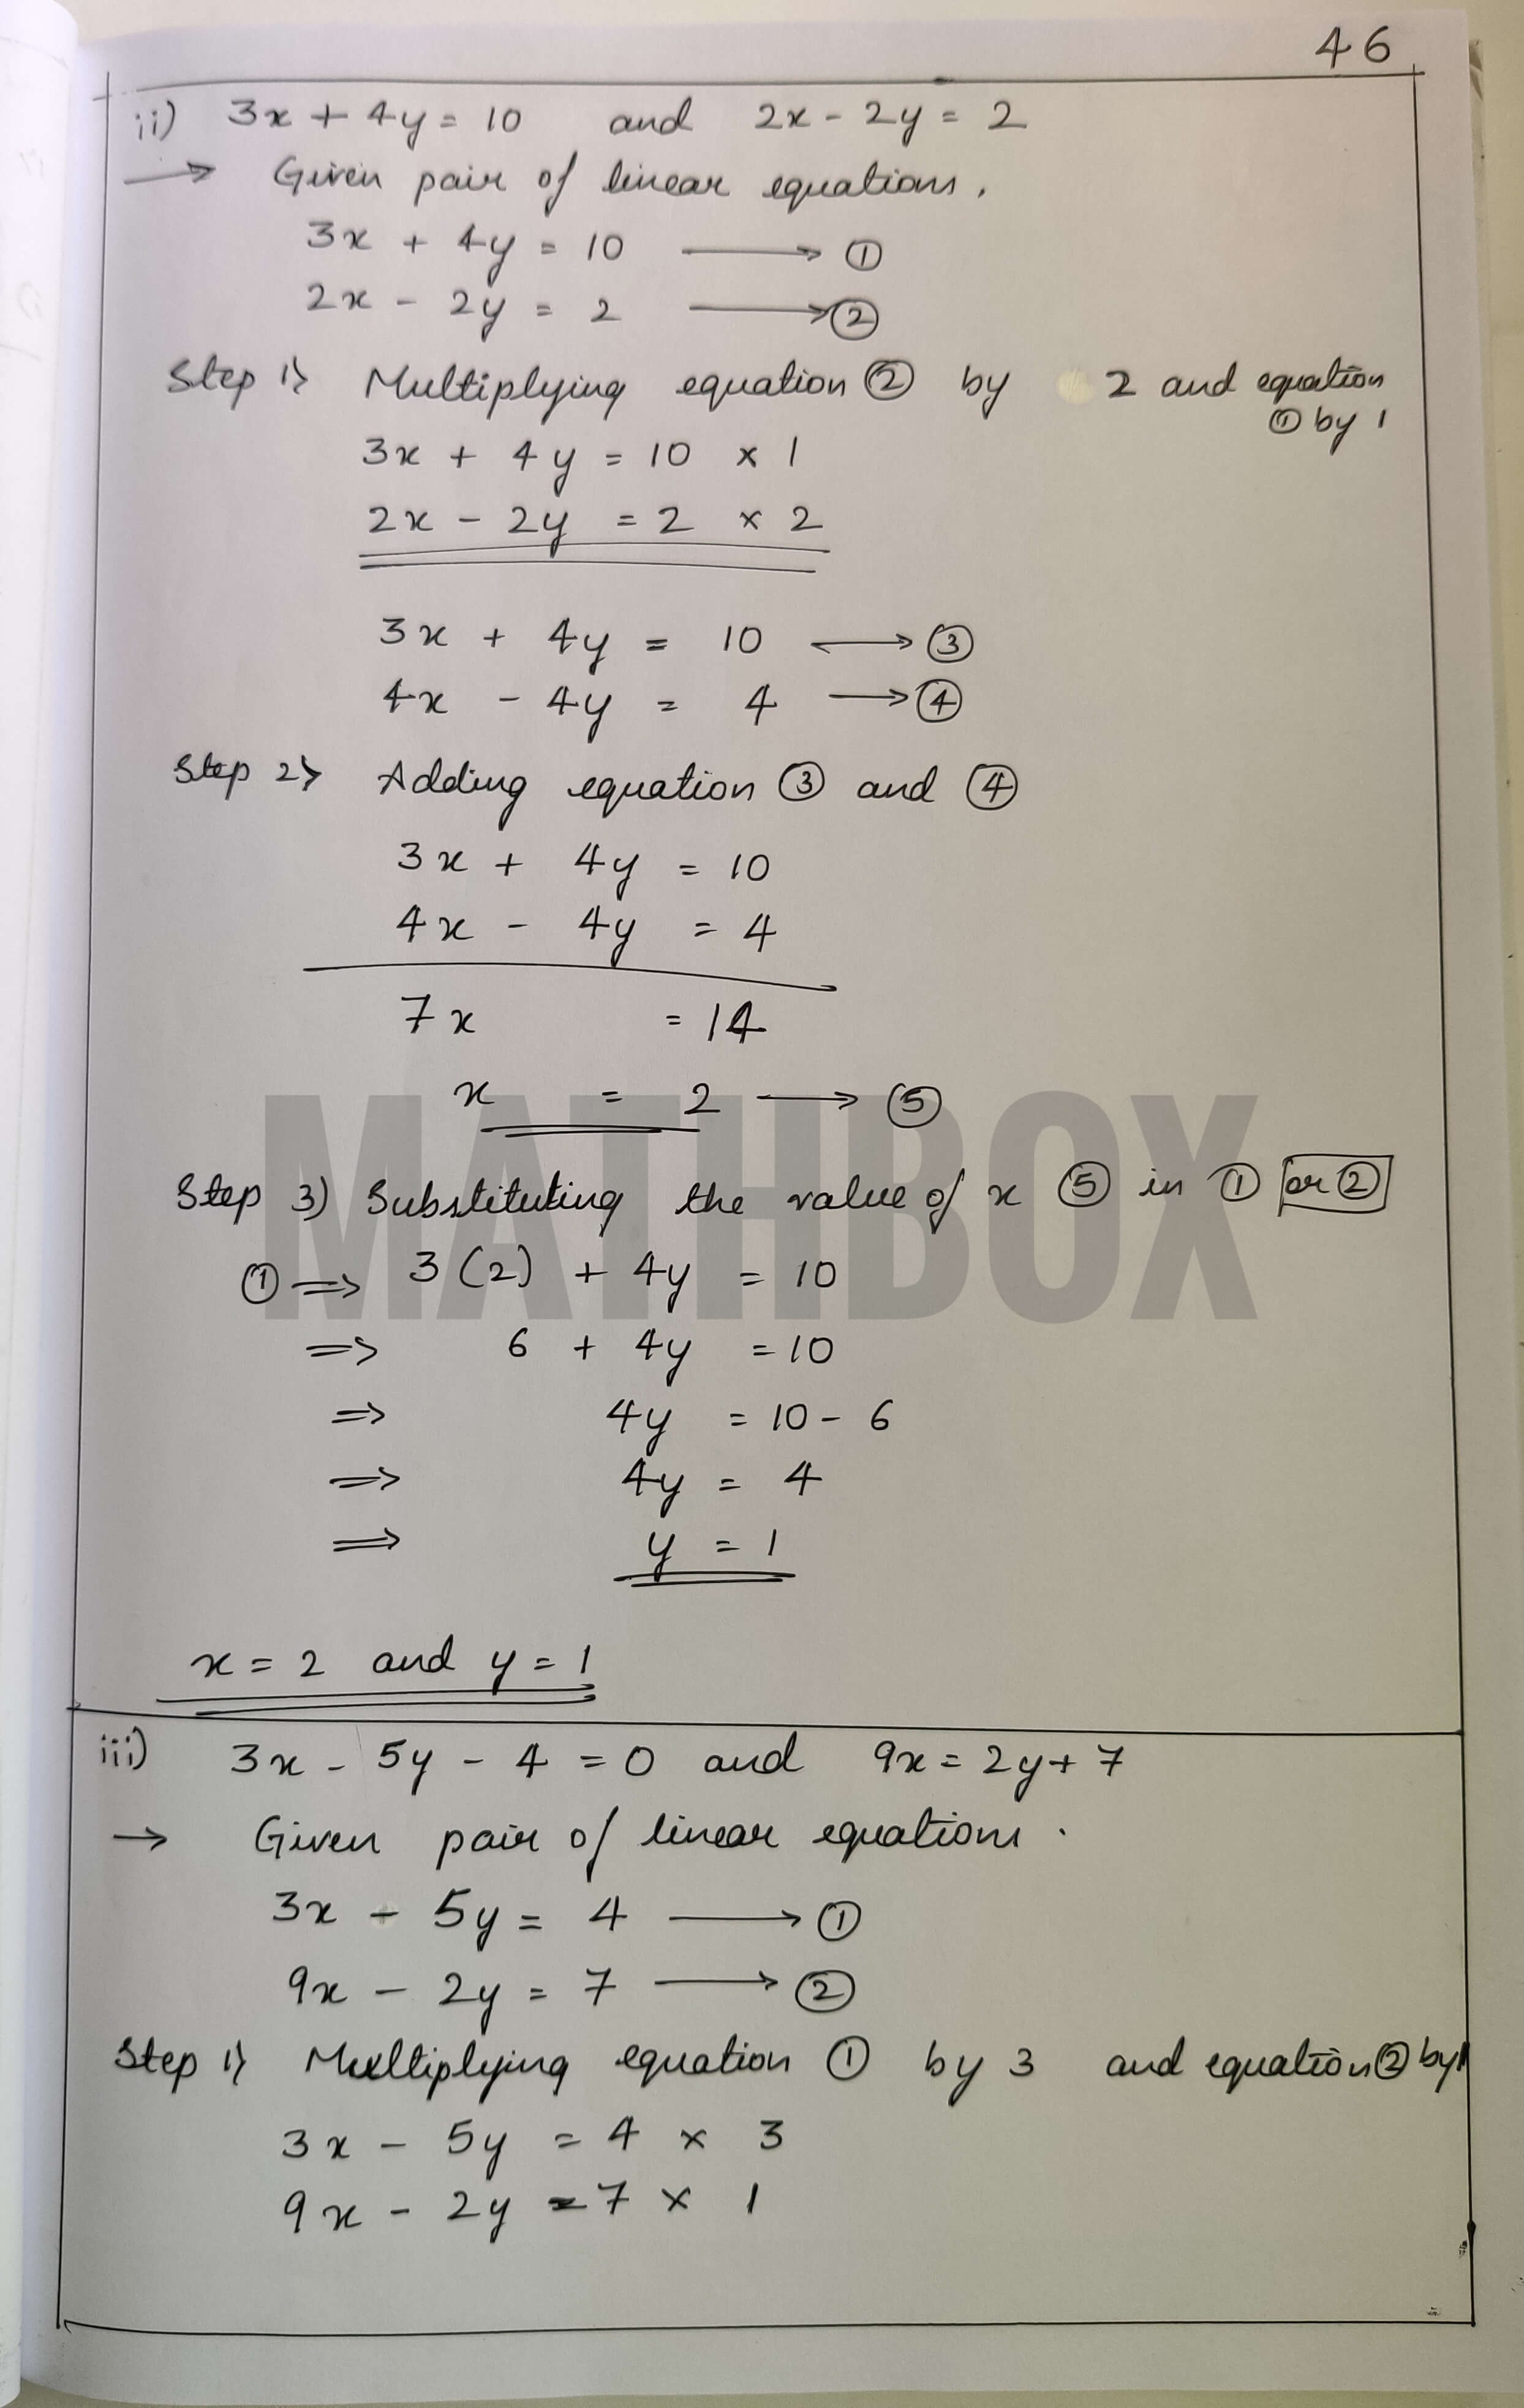 46
ii) 3x + 4y = 10 and 2x - 2y = 2
→ Given pair of linear equations,
3x + 4y = 10 ⟶ ①
2x - 2y = 2 ⟶ ②
Step 1) Multiplying equation ② by 2 and equation
① by 1
3x + 4y = 10 × 1
2x - 2y = 2 × 2
3x + 4y = 10 ⟶ ③
4x - 4y = 4 ⟶ ④
Step 2) Adding equation ③ and ④
3x + 4y = 10
4x - 4y = 4
7x = 14
x = 2 ⟶ ⑤
MATHBOX
Step 3) Substituting the value of x ⑤ in ① or ②
① ⇒ 3(2) + 4y = 10
⇒ 6 + 4y = 10
⇒ 4y = 10 - 6
⇒ 4y = 4
⇒ y = 1
x = 2 and y = 1
iii) 3x - 5y - 4 = 0 and 9x = 2y + 7
→ Given pair of linear equations.
3x - 5y = 4 ⟶ ①
9x - 2y = 7 ⟶ ②
Step 1) Multiplying equation ① by 3 and equation ② by 1
3x - 5y = 4 × 3
9x - 2y = 7 × 1